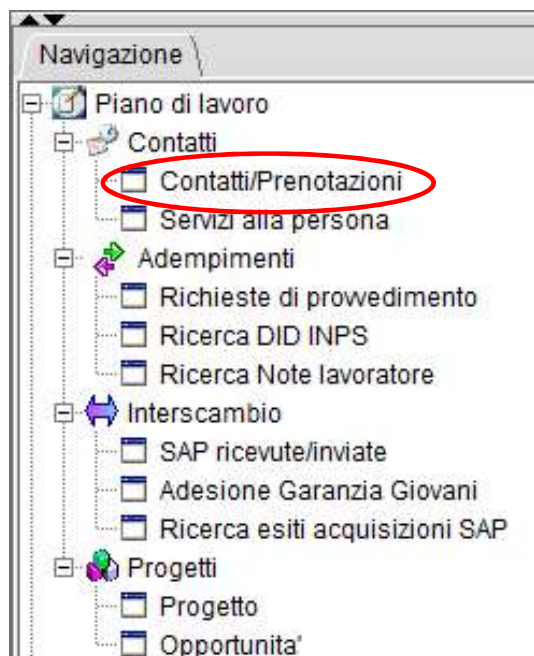 Navigazione
Piano di lavoro
Contatti
Contatti/Prenotazioni
Servizi alla persona
Adempimenti
Richieste di provvedimento
Ricerca DID INPS
Ricerca Note lavoratore
Interscambio
SAP ricevute/inviate
Adesione Garanzia Giovani
Ricerca esiti acquisizioni SAP
Progetti
Progetto
Opportunita'